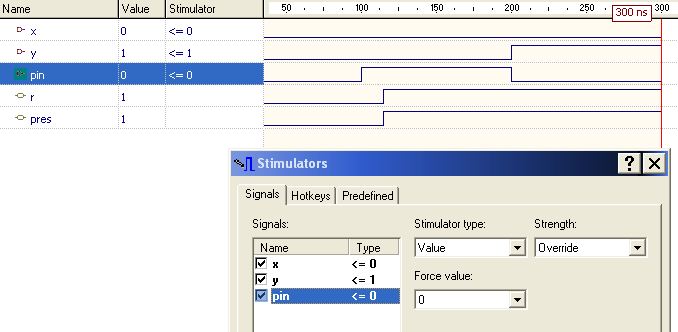 Name Value Stimulator 50 100 150 200 250 300
300 ns
x 0 <= 0
y 1 <= 1
pin 0 <= 0
r 1
pres 1
Stimulators ?
Signals Hotkeys Predefined
Signals: Stimulator type: Strength:
Name Type Value Override
x <= 0
y <= 1 Force value:
pin <= 0 0